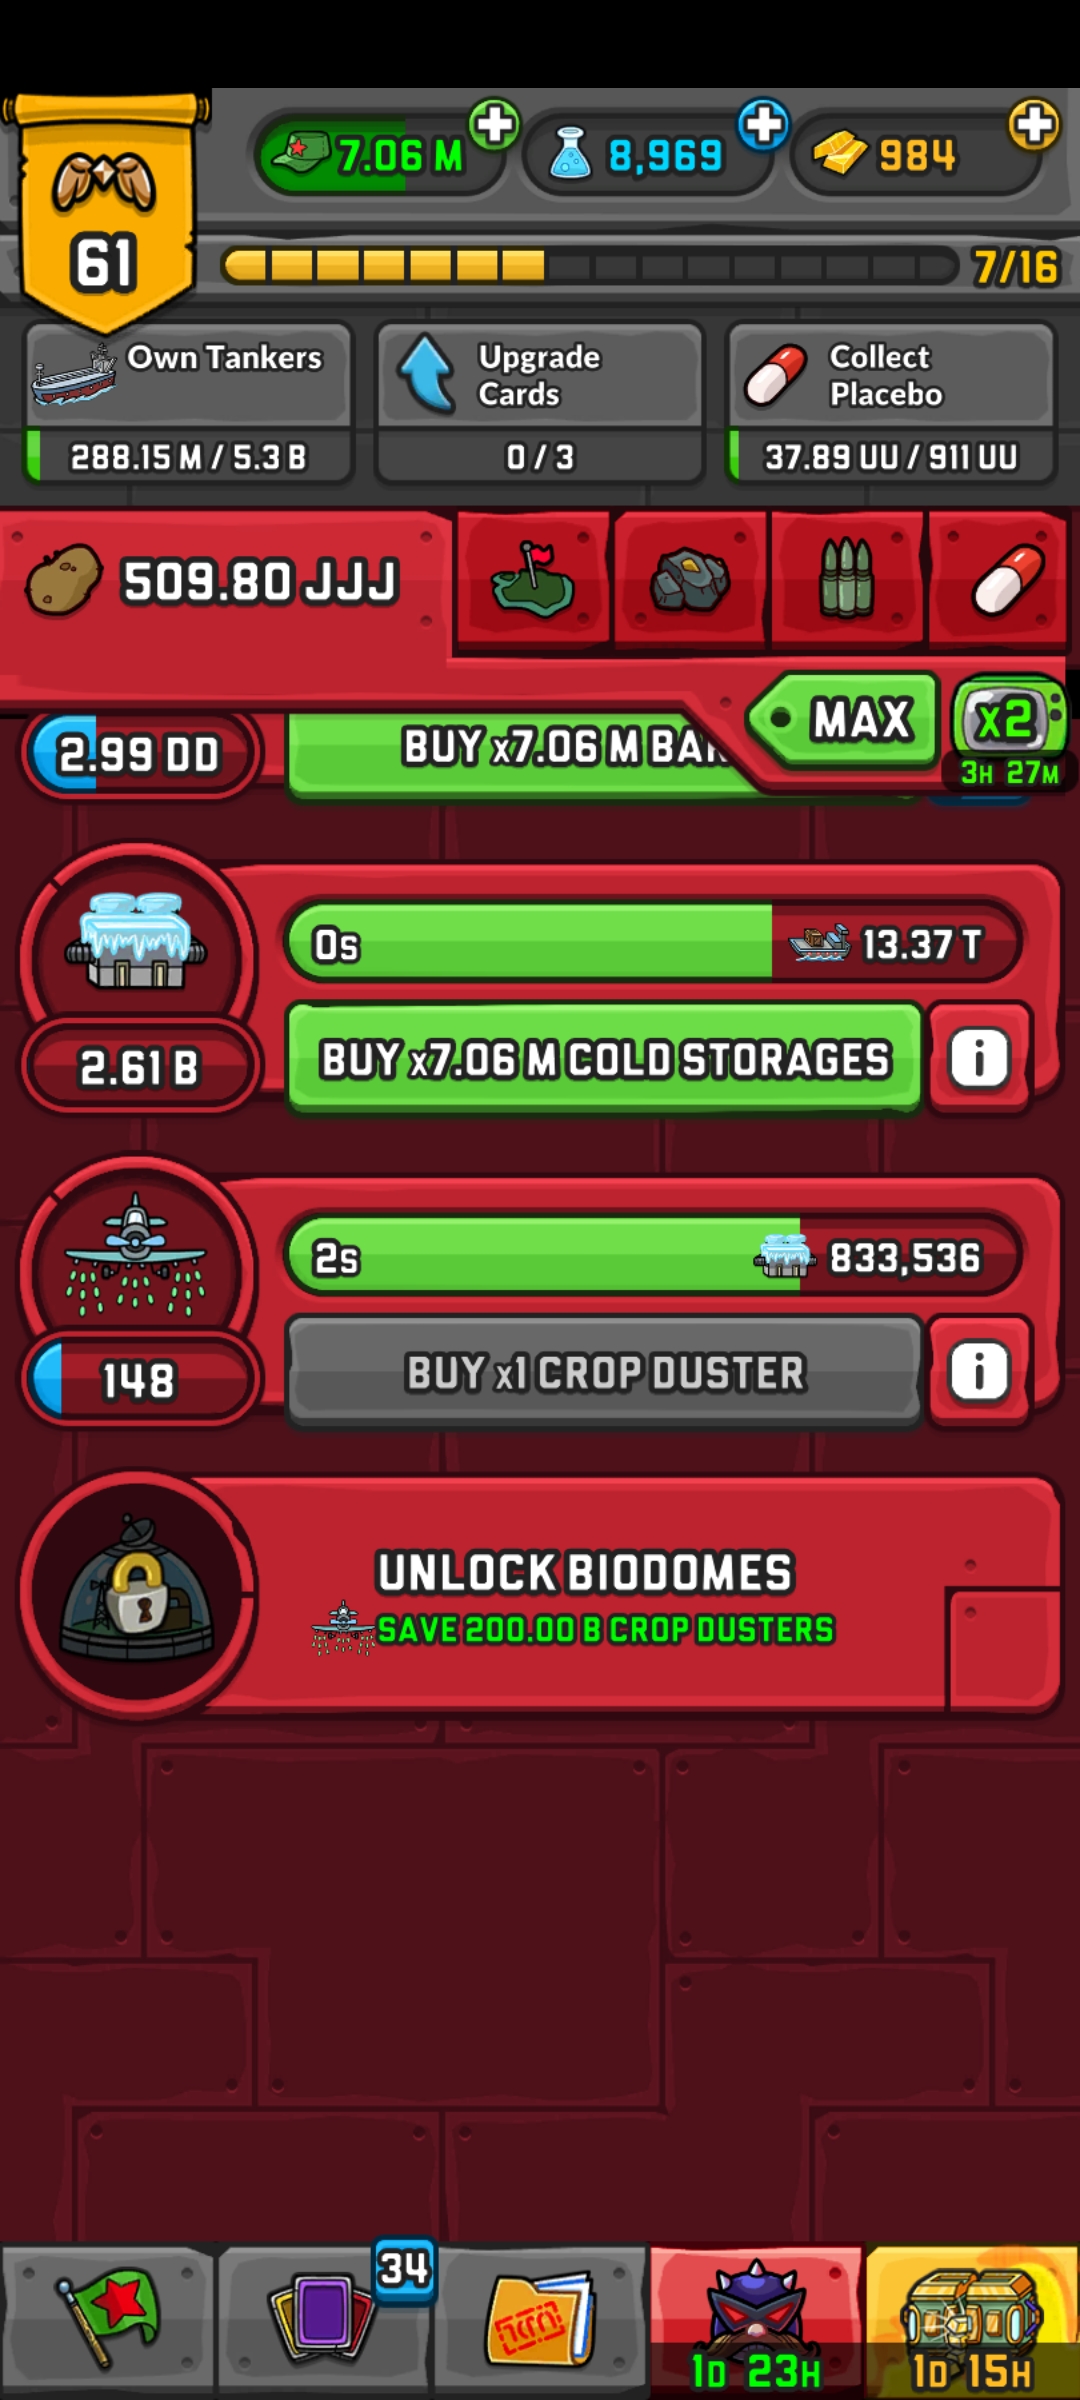 7.06 M
8,969
984
61
7/16
Own Tankers
288.15 M / 5.3 B
Upgrade
Cards
0 / 3
Collect
Placebo
37.89 UU / 911 UU
509.80 JJJ
MAX
x2
3H 27M
2.99 DD
BUY x7.06 M
0s
13.37 T
2.61 B
BUY x7.06 M COLD STORAGES
2s
833,536
148
BUY x1 CROP DUSTER
UNLOCK BIODOMES
SAVE 200.00 B CROP DUSTERS
34
1D 23H
1D 15H